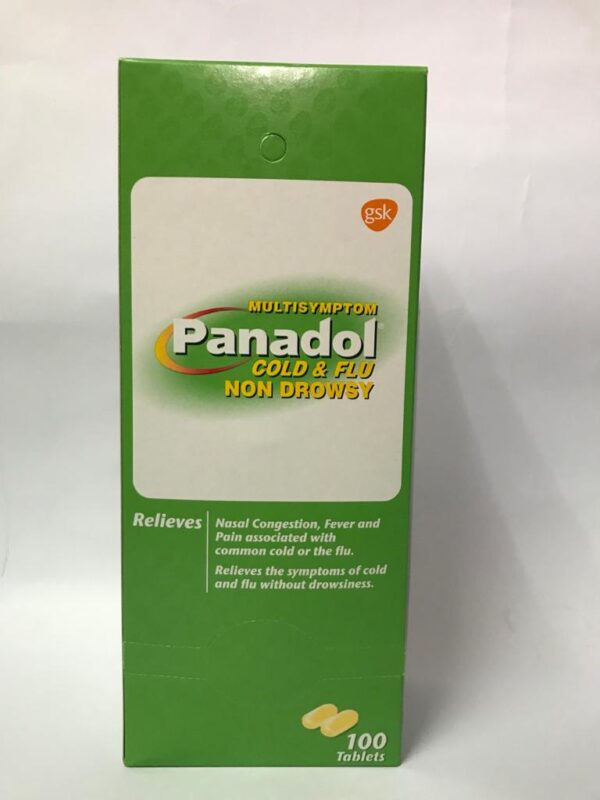 gsk
MULTISYMPTOM
Panadol®
COLD & FLU
NON DROWSY
Relieves
Nasal Congestion, Fever and
Pain associated with
common cold or the flu.
Relieves the symptoms of cold
and flu without drowsiness.
100
Tablets